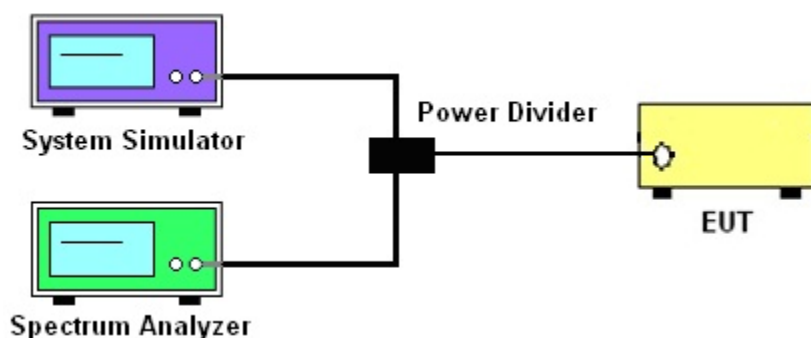 System Simulator
Power Divider
EUT
Spectrum Analyzer